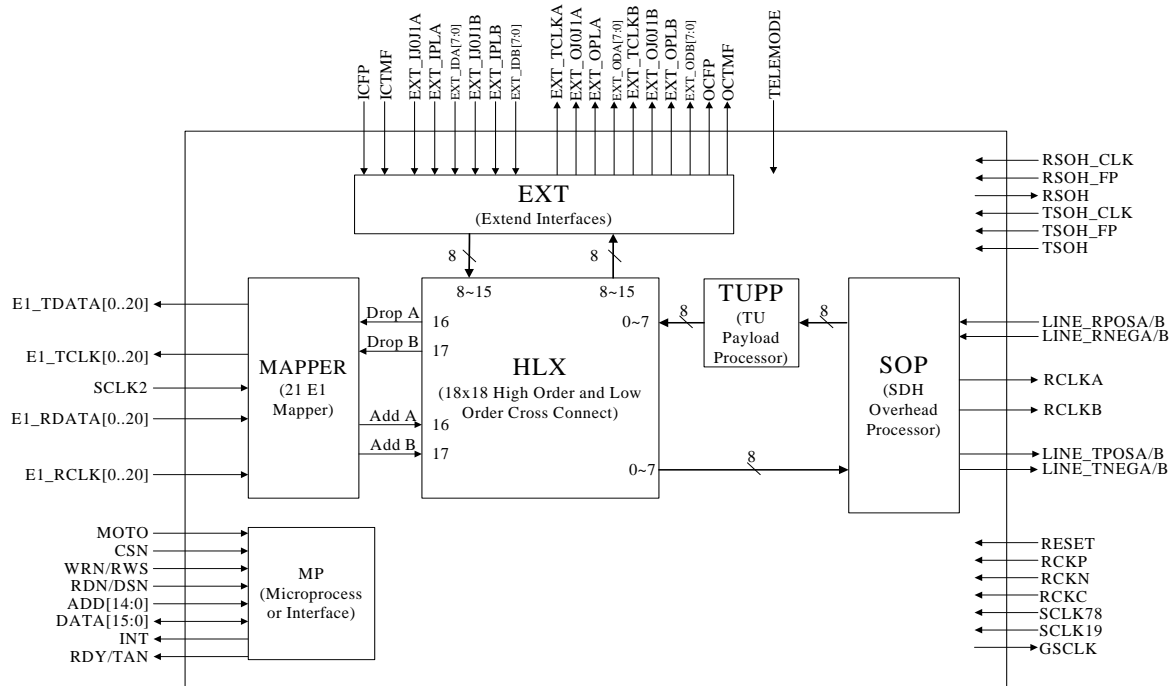 ICFP
ICTMF
EXT_IJ0J1A
EXT_IPLA
EXT_IDA[7:0]
EXT_IJ0J1B
EXT_IPLB
EXT_IDB[7:0]
EXT_TCLKA
EXT_OJ0J1A
EXT_OPLA
EXT_ODA[7:0]
EXT_TCLKB
EXT_OJ0J1B
EXT_OPLB
EXT_ODB[7:0]
OCFP
OCTMF
TELEMODE
EXT
(Extend Interfaces)
RSOH_CLK
RSOH_FP
RSOH
TSOH_CLK
TSOH_FP
TSOH
8
8
E1_TDATA[0..20]
E1_TCLK[0..20]
SCLK2
E1_RDATA[0..20]
E1_RCLK[0..20]
MAPPER
(21 E1
Mapper)
Drop A
Drop B
Add A
Add B
8~15
8~15
16
17
0~7
HLX
(18x18 High Order and Low
Order Cross Connect)
16
17
0~7
8
TUPP
(TU
Payload
Processor)
8
8
SOP
(SDH
Overhead
Processor)
LINE_RPOSA/B
LINE_RNEGA/B
RCLKA
RCLKB
LINE_TPOSA/B
LINE_TNEGA/B
MOTO
CSN
WRN/RWS
RDN/DSN
ADD[14:0]
DATA[15:0]
INT
RDY/TAN
MP
(Microprocess
or Interface)
RESET
RCKP
RCKN
RCKC
SCLK78
SCLK19
GSCLK